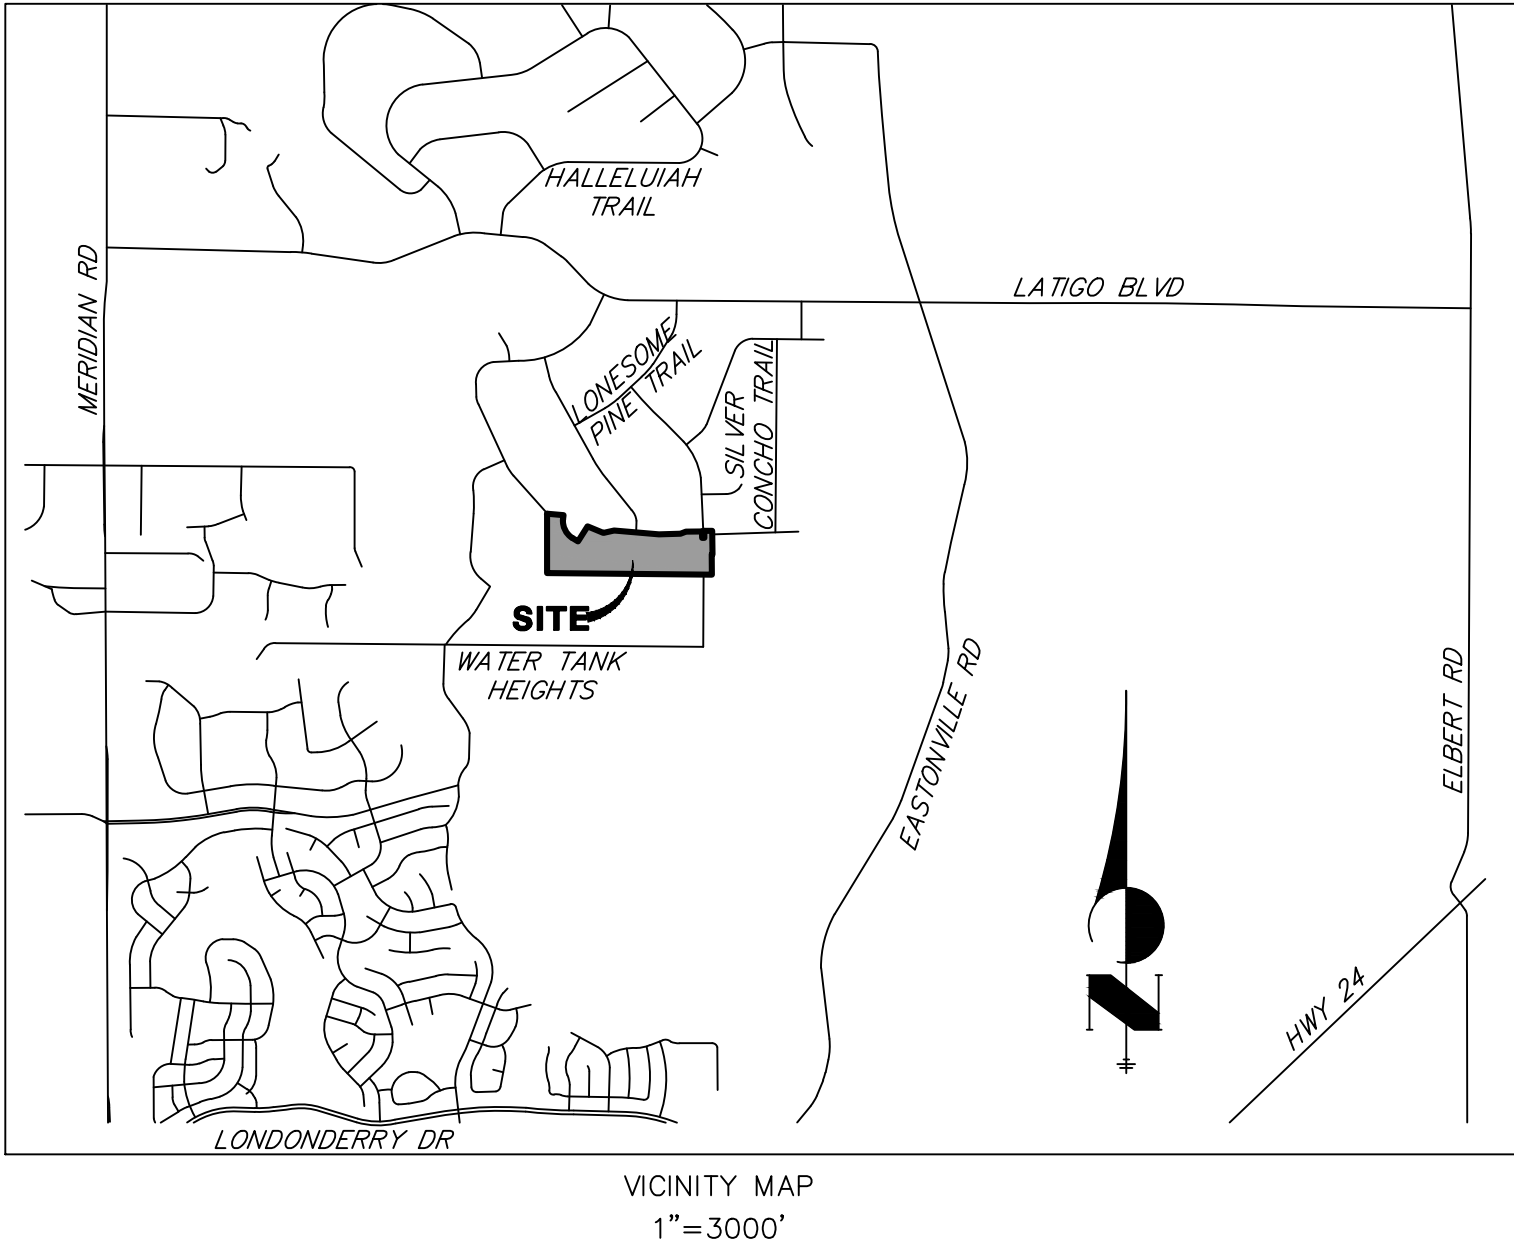 HALLELUIAH
TRAIL
MERIDIAN RD
LATIGO BLVD
LONESOME
PINE TRAIL
SILVER
CONCHO TRAIL
SITE
WATER TANK
HEIGHTS
EASTONVILLE RD
ELBERT RD
HWY 24
N
LONDONDERRY DR
VICINITY MAP
1"=3000'